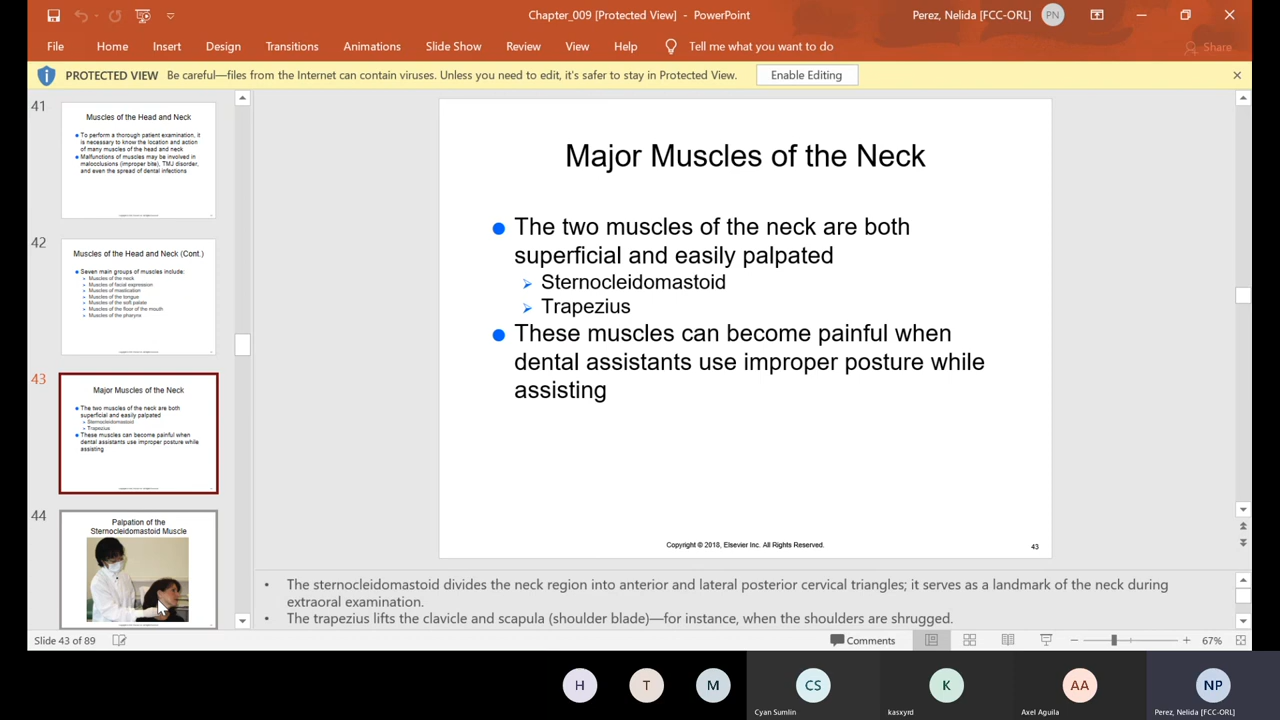 Chapter_009 [Protected View] - PowerPoint
Perez, Nelida [FCC-ORL]
PN
File Home Insert Design Transitions Animations Slide Show Review View Help Tell me what you want to do
Share
PROTECTED VIEW Be careful—files from the Internet can contain viruses. Unless you need to edit, it's safer to stay in Protected View.
Enable Editing
41
Muscles of the Head and Neck
To perform a thorough patient examination, it
is necessary to know the location and action
of many muscles of the head and neck
Malfunctions of muscles may be involved in
malocclusions (improper bite), TMJ disorder,
and even the spread of dental infections
42
Muscles of the Head and Neck (Cont.)
Seven main groups of muscles include:
Muscles of the neck
Muscles of facial expression
Muscles of mastication
Muscles of the tongue
Muscles of the soft palate
Muscles of the floor of the mouth
Muscles of the pharynx
43
Major Muscles of the Neck
The two muscles of the neck are both
superficial and easily palpated
Sternocleidomastoid
Trapezius
These muscles can become painful when
dental assistants use improper posture while
assisting
44
Palpation of the
Sternocleidomastoid Muscle
Major Muscles of the Neck
The two muscles of the neck are both
superficial and easily palpated
Sternocleidomastoid
Trapezius
These muscles can become painful when
dental assistants use improper posture while
assisting
Copyright © 2018, Elsevier Inc. All Rights Reserved.
43
• The sternocleidomastoid divides the neck region into anterior and lateral posterior cervical triangles; it serves as a landmark of the neck during
extraoral examination.
• The trapezius lifts the clavicle and scapula (shoulder blade)—for instance, when the shoulders are shrugged.
Slide 43 of 89
Comments
67%
H
T
M
CS
Cyan Sumlin
K
kasxyrd
AA
Axel Aguila
NP
Perez, Nelida [FCC-ORL]